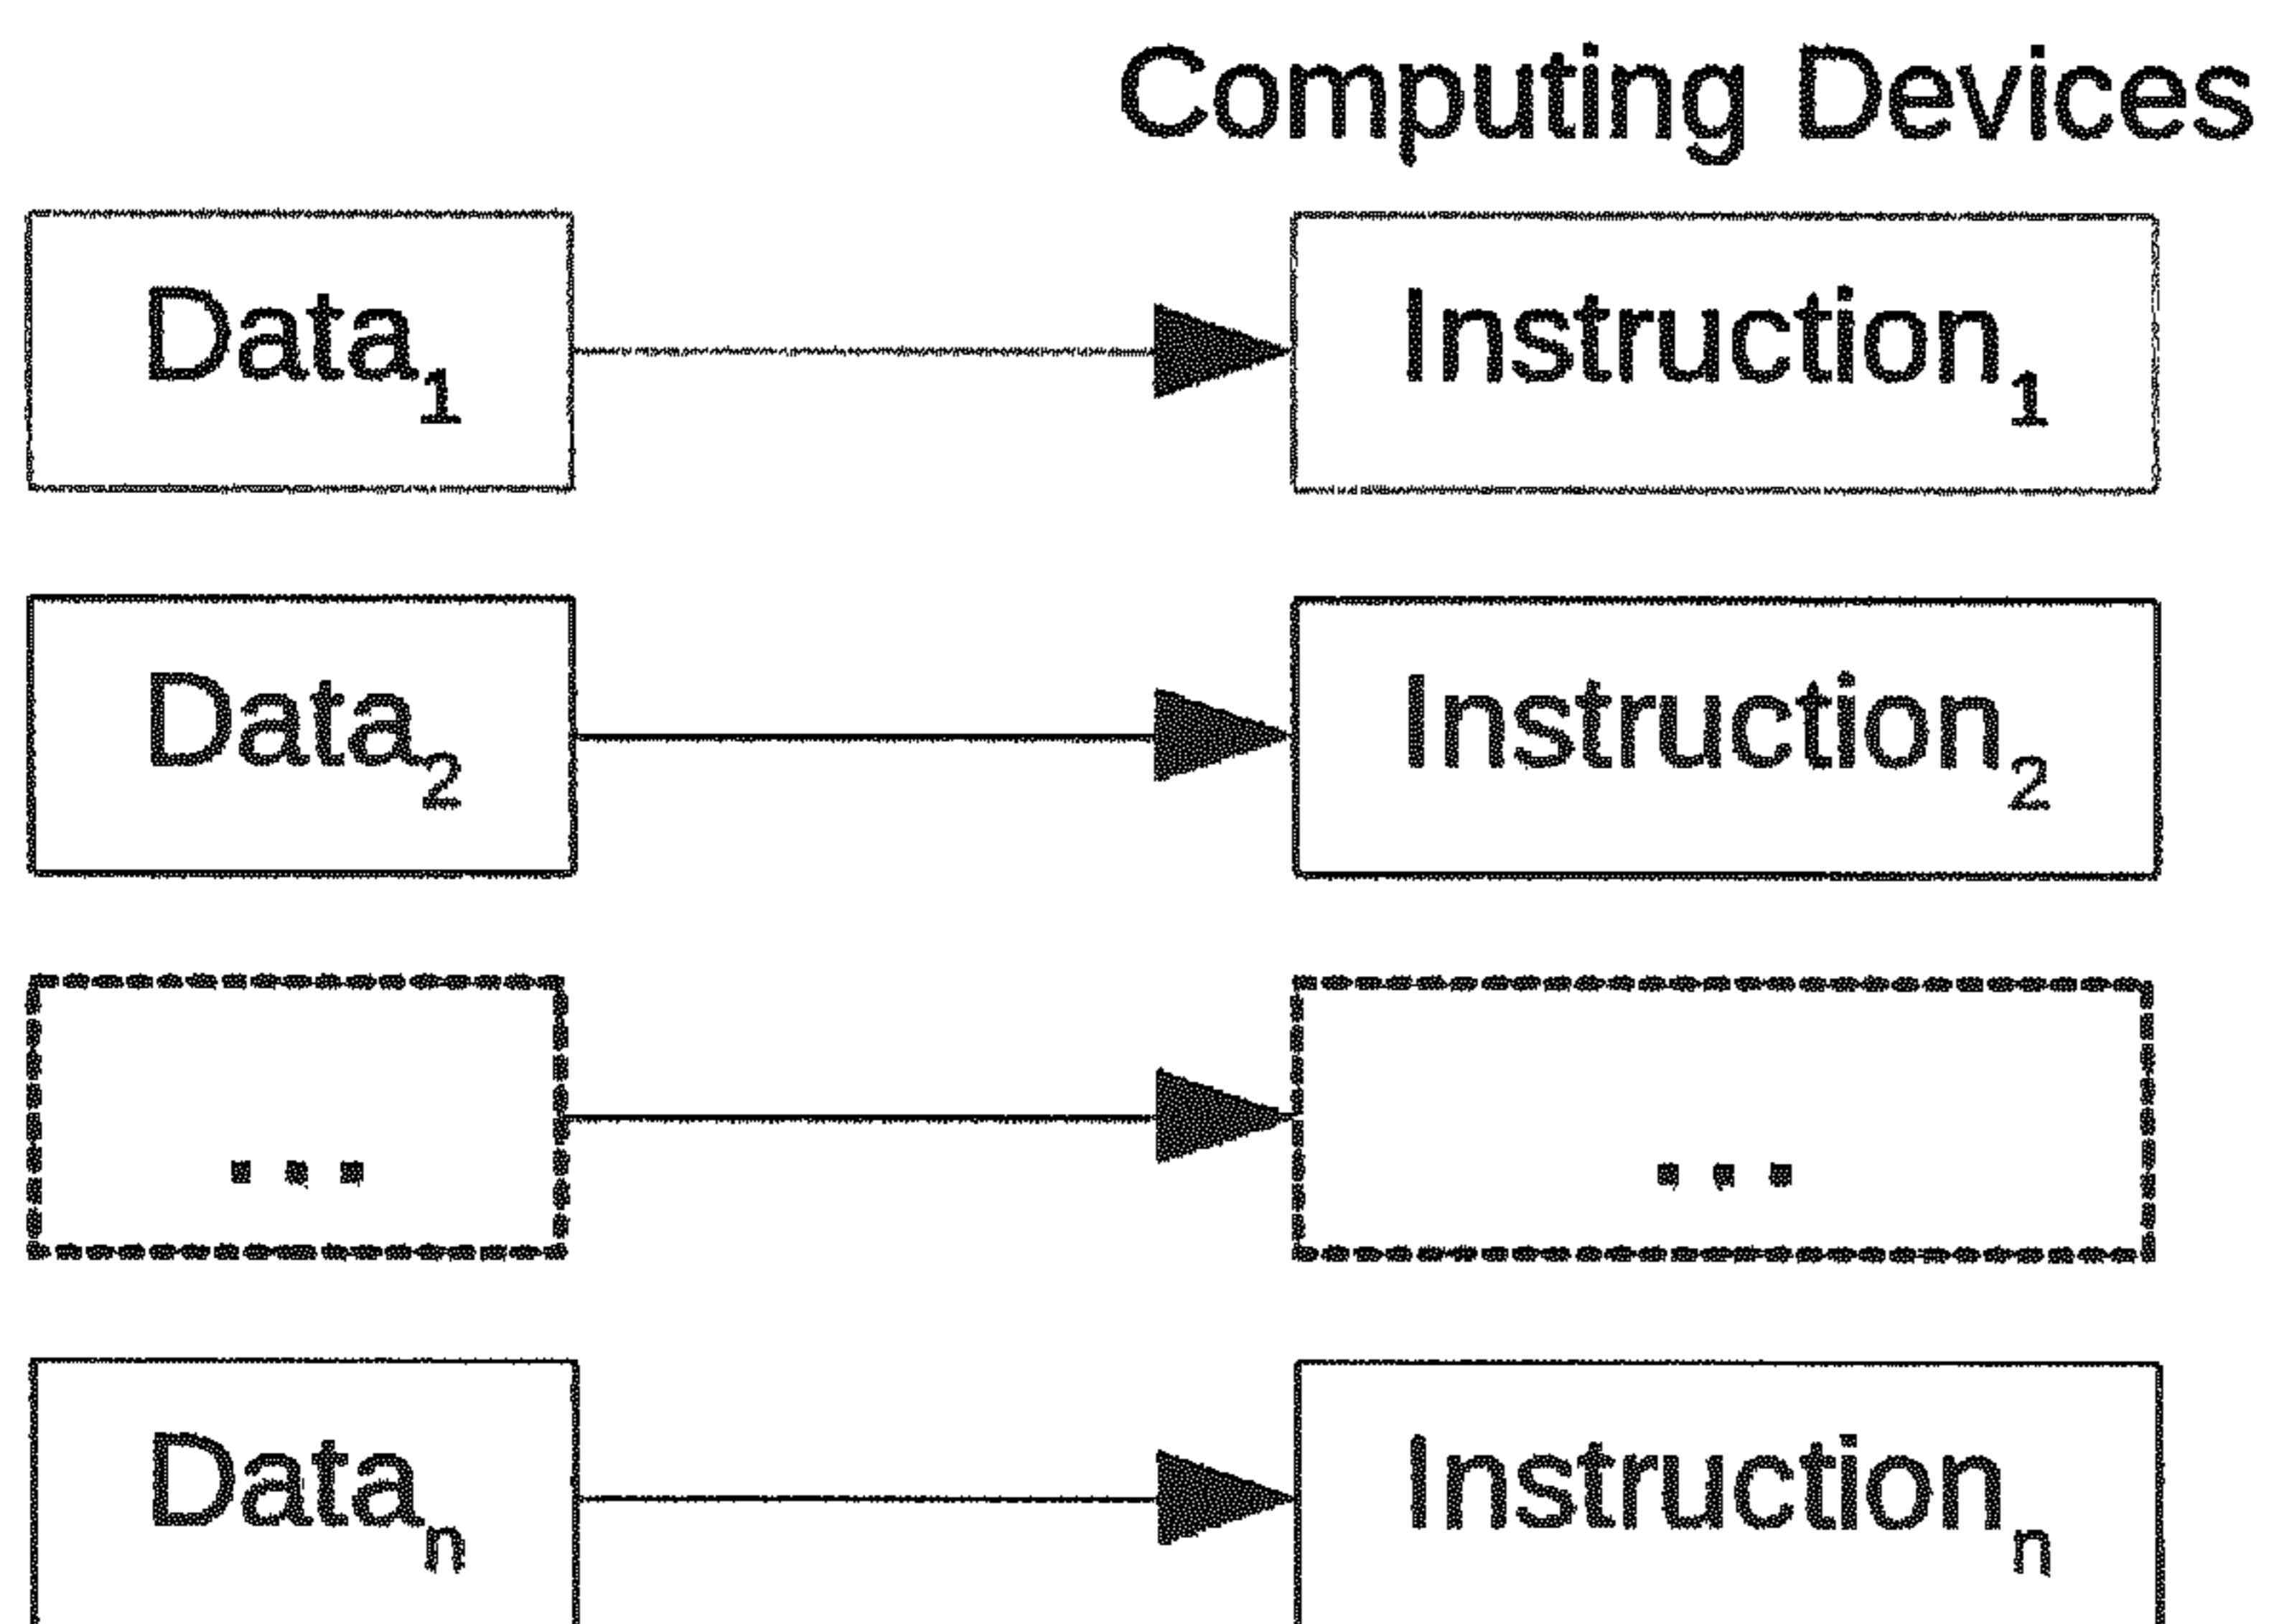 Computing Devices
Data₁ Instruction₁
Data₂ Instruction₂
... ...
Dataₙ Instructionₙ